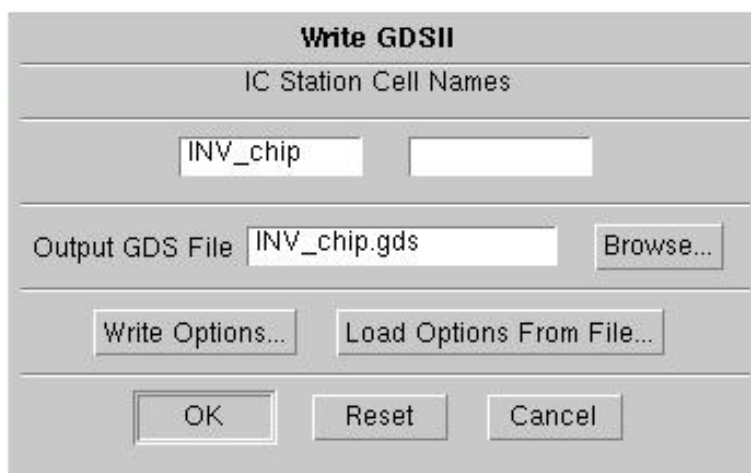 Write GDSII
IC Station Cell Names
INV_chip
Output GDS File INV_chip.gds Browse...
Write Options... Load Options From File...
OK Reset Cancel